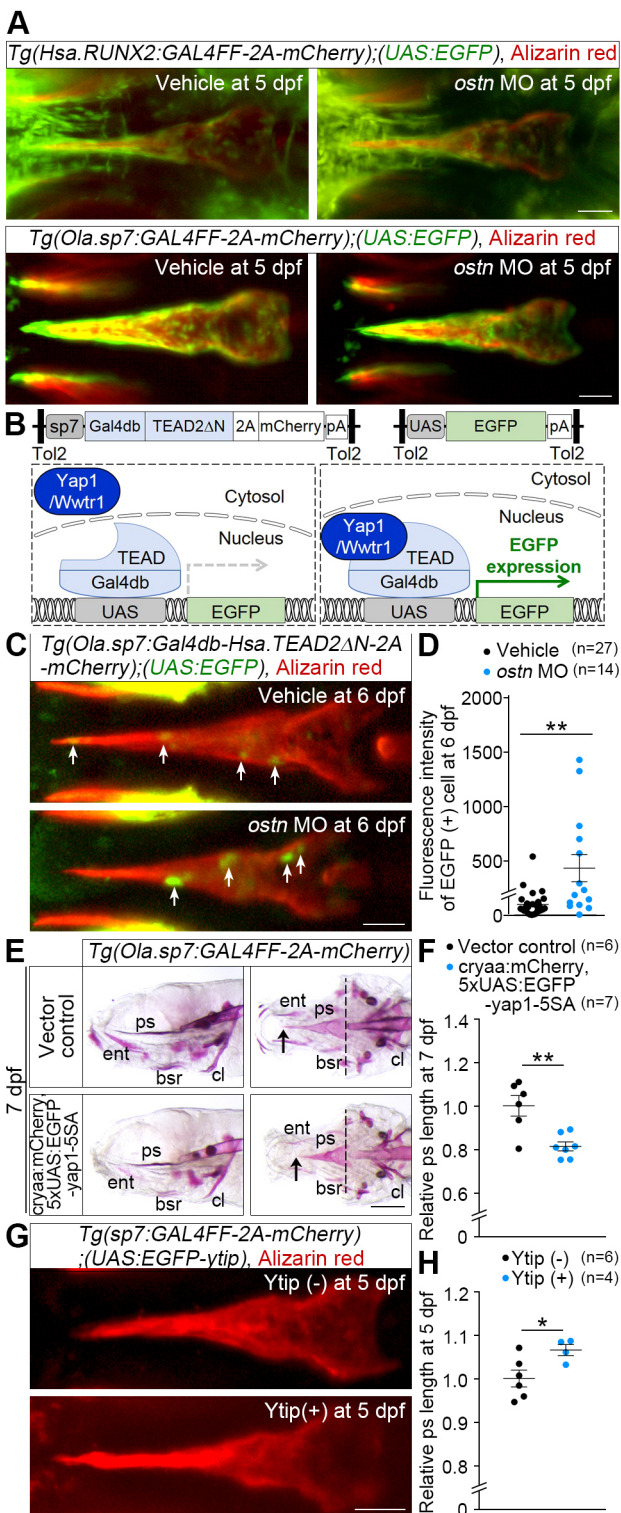 A
Tg(Hsa.RUNX2:GAL4FF-2A-mCherry);(UAS:EGFP), Alizarin red
Vehicle at 5 dpf
ostn MO at 5 dpf
Tg(Ola.sp7:GAL4FF-2A-mCherry);(UAS:EGFP), Alizarin red
Vehicle at 5 dpf
ostn MO at 5 dpf
B
sp7 Gal4db TEAD2ΔN 2A mCherry pA
Tol2 Tol2
UAS EGFP pA
Tol2 Tol2
Yap1
/Wwtr1
Cytosol
Nucleus
TEAD
Gal4db
UAS EGFP
Cytosol
Nucleus
Yap1
/Wwtr1
TEAD
Gal4db
EGFP
expression
UAS EGFP
C
Tg(Ola.sp7:Gal4db-Hsa.TEAD2ΔN-2A
-mCherry);(UAS:EGFP), Alizarin red
Vehicle at 6 dpf
ostn MO at 6 dpf
D
Vehicle (n=27)
ostn MO (n=14)
Fluorescence intensity
of EGFP (+) cell at 6 dpf
2000
1500
1000
500
0
**
E
Tg(Ola.sp7:GAL4FF-2A-mCherry)
7 dpf
Vector
control
ps
ent
bsr
cl
ent
ps
bsr
cl
cryaa:mCherry,
5xUAS:EGFP
-yap1-5SA
ps
ent
bsr
cl
ent
ps
bsr
cl
F
Vector control (n=6)
cryaa:mCherry,
5xUAS:EGFP
-yap1-5SA (n=7)
Relative ps length at 7 dpf
1.4
1.2
1.0
0.8
0.6
0
**
G
Tg(sp7:GAL4FF-2A-mCherry)
;(UAS:EGFP-ytip), Alizarin red
Ytip (-) at 5 dpf
Ytip(+) at 5 dpf
H
Ytip (-) (n=6)
Ytip (+) (n=4)
Relative ps length at 5 dpf
1.2
1.1
1.0
0.9
0.8
0
*